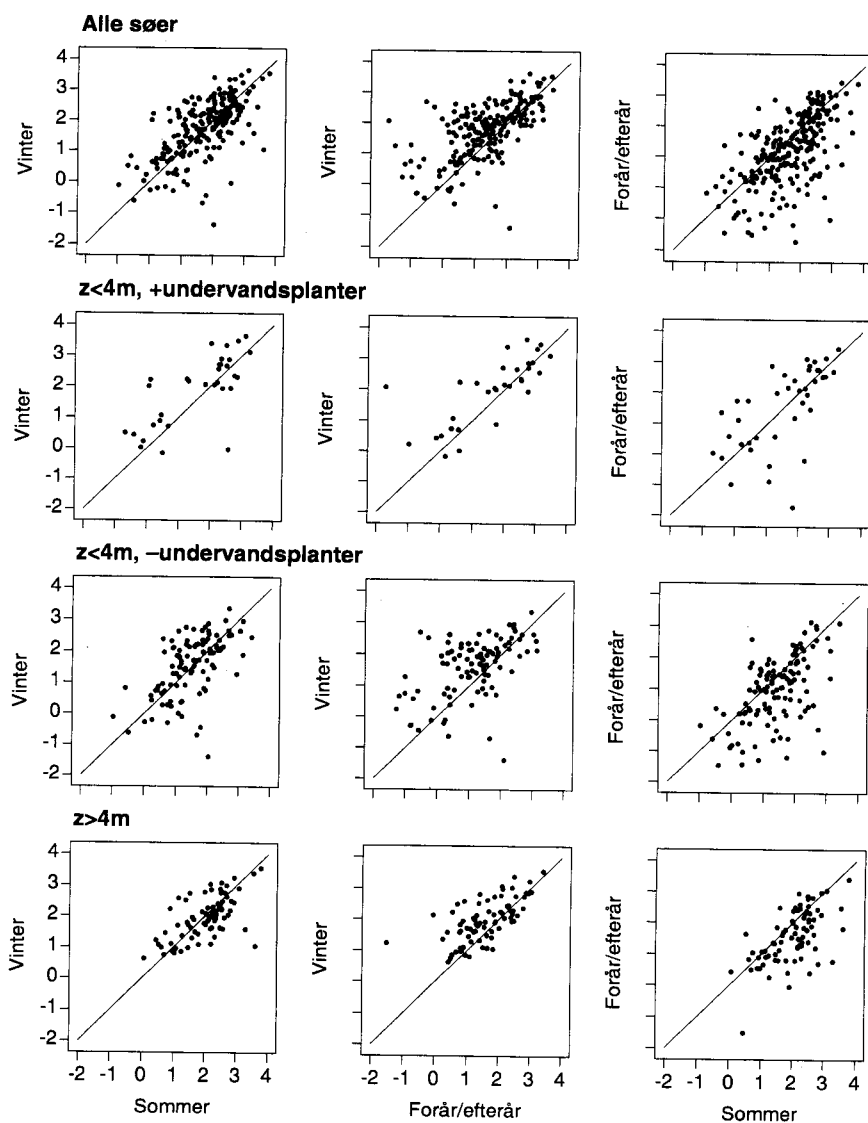 Alle søer
4
3
2
1
0
-1
-2
Vinter
Vinter
Forår/efterår
z<4m, +undervandsplanter
4
3
2
1
0
-1
-2
Vinter
Vinter
Forår/efterår
z<4m, –undervandsplanter
4
3
2
1
0
-1
-2
Vinter
Vinter
Forår/efterår
z>4m
4
3
2
1
0
-1
-2
Vinter
Vinter
Forår/efterår
-2 -1 0 1 2 3 4
-2 -1 0 1 2 3 4
-2 -1 0 1 2 3 4
Sommer
Forår/efterår
Sommer